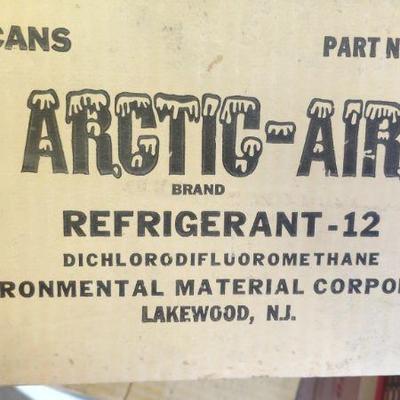 CANS PART N
ARCTIC-AIR
BRAND
REFRIGERANT-12
DICHLORODIFLUOROMETHANE
RONMENTAL MATERIAL CORPO
LAKEWOOD, N.J.